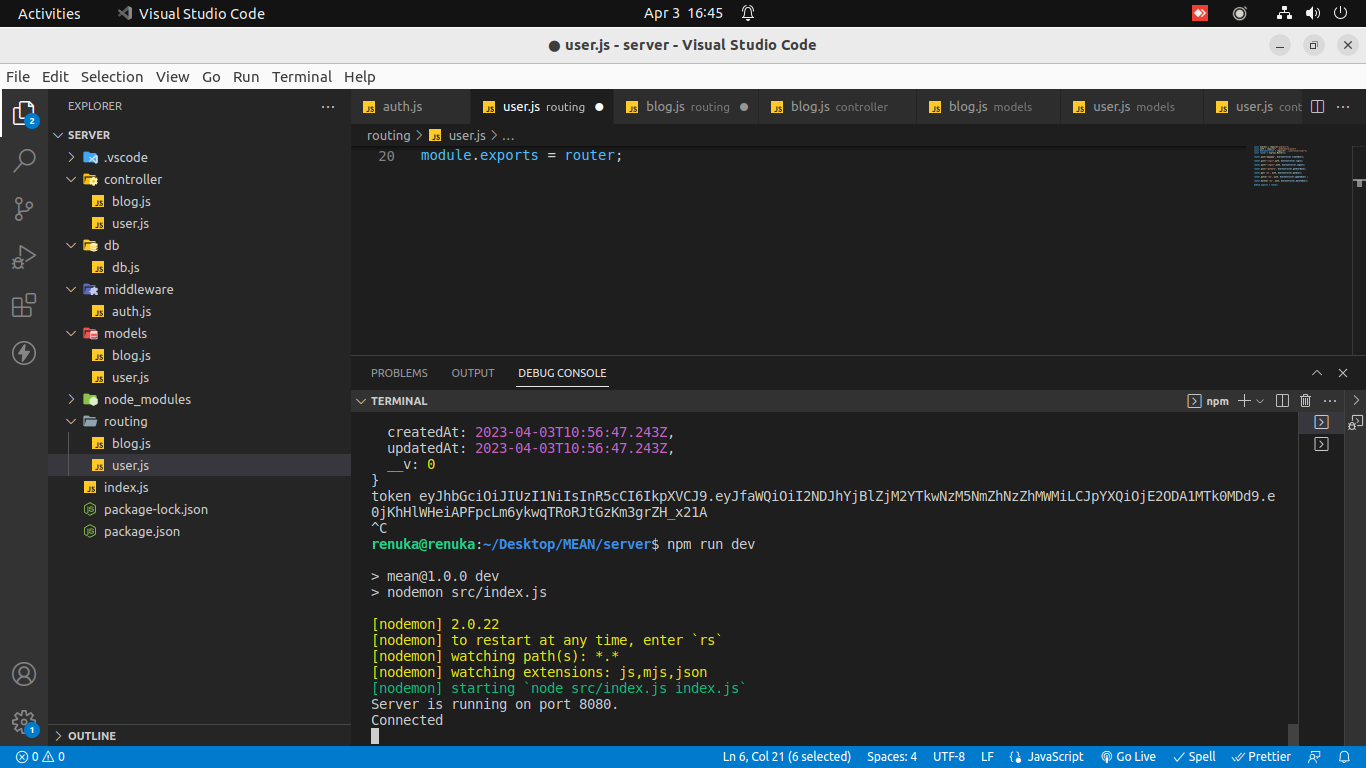 Activities
Visual Studio Code
Apr 3 16:45
● user.js - server - Visual Studio Code
File Edit Selection View Go Run Terminal Help
EXPLORER
SERVER
.vscode
controller
blog.js
user.js
db
db.js
middleware
auth.js
models
blog.js
user.js
node_modules
routing
blog.js
user.js
index.js
package-lock.json
package.json
OUTLINE
2
1
auth.js
user.js routing
blog.js routing
blog.js controller
blog.js models
user.js models
user.js cont
routing > user.js > ...
20 module.exports = router;
PROBLEMS OUTPUT DEBUG CONSOLE
TERMINAL
npm
createdAt: 2023-04-03T10:56:47.243Z,
updatedAt: 2023-04-03T10:56:47.243Z,
__v: 0
}
token eyJhbGciOiJIUzI1NiIsInR5cCI6IkpXVCJ9.eyJfaWQiOiI2NDJhYjBlZjM2YTkwNzM5NmZhNzZhMWMiLCJpYXQiOjE2ODA1MTk0MDd9.e
0jKhHlWHeiAPFpcLm6ykwqTRoRJtGzKm3grZH_x21A
^C
renuka@renuka:~/Desktop/MEAN/server$ npm run dev
> mean@1.0.0 dev
> nodemon src/index.js
[nodemon] 2.0.22
[nodemon] to restart at any time, enter `rs`
[nodemon] watching path(s): *.*
[nodemon] watching extensions: js,mjs,json
[nodemon] starting `node src/index.js index.js`
Server is running on port 8080.
Connected
0 0
Ln 6, Col 21 (6 selected) Spaces: 4 UTF-8 LF JavaScript Go Live Spell Prettier